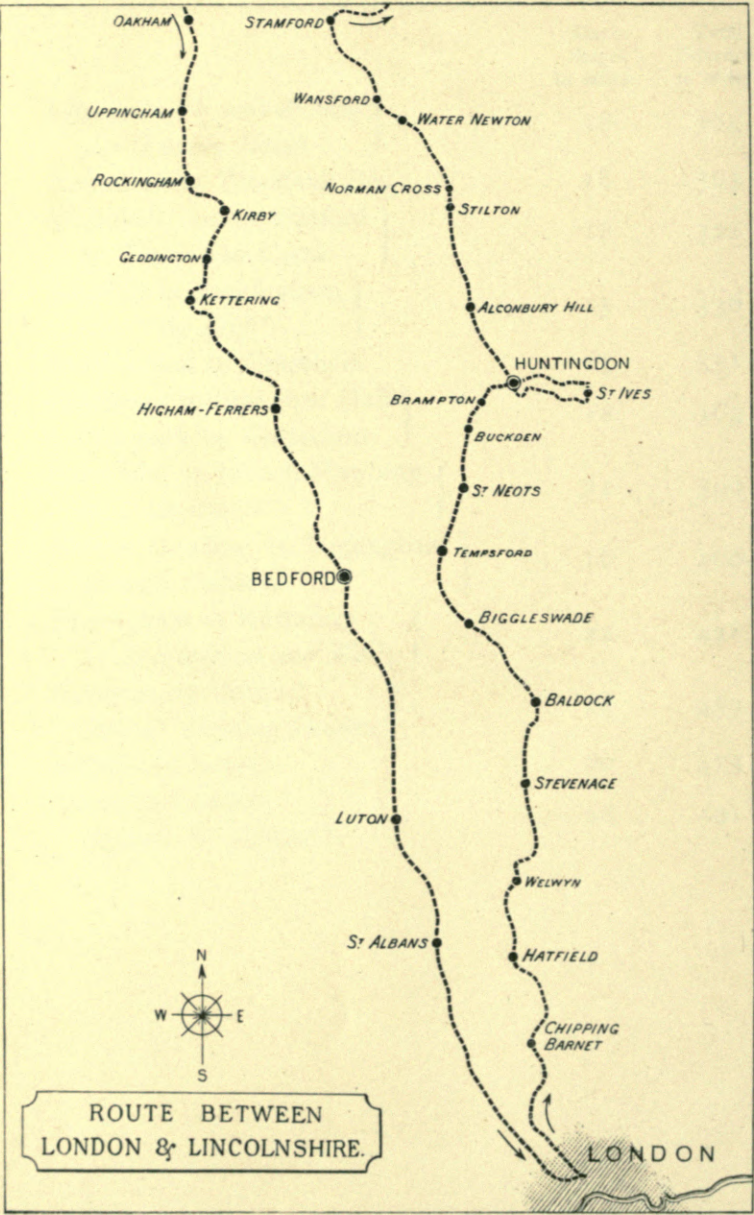 OAKHAM
STAMFORD
WANSFORD
UPPINGHAM
WATER NEWTON
ROCKINGHAM
NORMAN CROSS
KIRBY
STILTON
GEDDINGTON
KETTERING
ALCONBURY HILL
HUNTINGDON
ST IVES
BRAMPTON
HIGHAM-FERRERS
BUCKDEN
ST NEOTS
TEMPSFORD
BEDFORD
BIGGLESWADE
BALDOCK
STEVENAGE
LUTON
WELWYN
ST ALBANS
HATFIELD
N
W E
S
CHIPPING
BARNET
ROUTE BETWEEN
LONDON & LINCOLNSHIRE.
LONDON